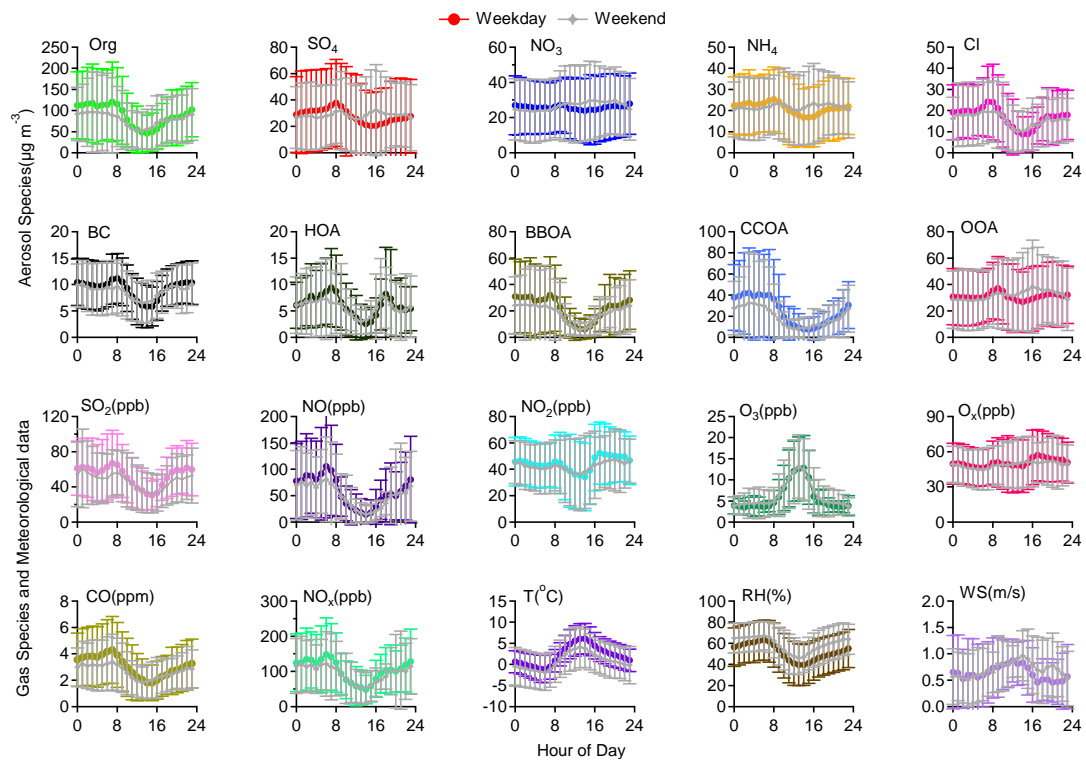 Weekday Weekend
Org SO4 NO3 NH4 Cl
Aerosol Species(µg m-3)
250 80 60 50 50
200 60 40 40
150 40 40 30 30
100 20 20 20
50 20 10 10
0 0 0 0 0
0 8 16 24 0 8 16 24 0 8 16 24 0 8 16 24 0 8 16 24
BC HOA BBOA CCOA OOA
20 20 80 100 80
15 15 60 80 60
10 10 40 60 40
5 5 20 40 20
20
0 0 0 0 0
0 8 16 24 0 8 16 24 0 8 16 24 0 8 16 24 0 8 16 24
Gas Species and Meteorological data
SO2(ppb) NO(ppb) NO2(ppb) O3(ppb) Ox(ppb)
120 200 80 25 90
80 150 60 20 60
40 100 40 15 30
50 20 10
5
0 0 0 0 0
0 8 16 24 0 8 16 24 0 8 16 24 0 8 16 24 0 8 16 24
CO(ppm) NOx(ppb) T(oC) RH(%) WS(m/s)
8 300 15 100 2.0
6 200 10 80 1.5
4 100 5 60 1.0
2 0 40 0.5
-5 20
0 0 -10 0 0.0
0 8 16 24 0 8 16 24 0 8 16 24 0 8 16 24 0 8 16 24
Hour of Day